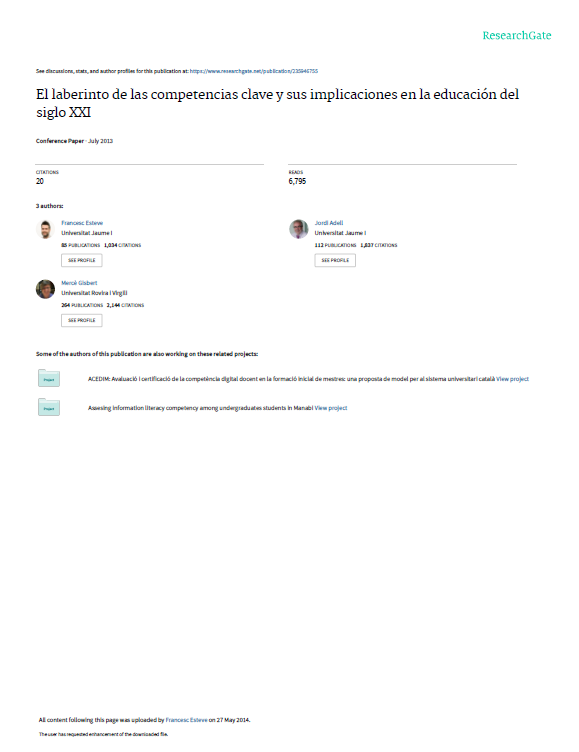 ResearchGate
See discussions, stats, and author profiles for this publication at: https://www.researchgate.net/publication/235946755
El laberinto de las competencias clave y sus implicaciones en la educación del
siglo XXI
Conference Paper · July 2013
CITATIONS
20
READS
6,795
3 authors:
Francesc Esteve
Universitat Jaume I
85 PUBLICATIONS 1,034 CITATIONS
SEE PROFILE
Jordi Adell
Universitat Jaume I
112 PUBLICATIONS 1,837 CITATIONS
SEE PROFILE
Mercè Gisbert
Universitat Rovira i Virgili
264 PUBLICATIONS 2,144 CITATIONS
SEE PROFILE
Some of the authors of this publication are also working on these related projects:
Project
ACEDIM: Avaluació i certificació de la competència digital docent en la formació inicial de mestres: una proposta de model per al sistema universitari català View project
Project
Assesing information literacy competency among undergraduates students in Manabí View project
All content following this page was uploaded by Francesc Esteve on 27 May 2014.
The user has requested enhancement of the downloaded file.